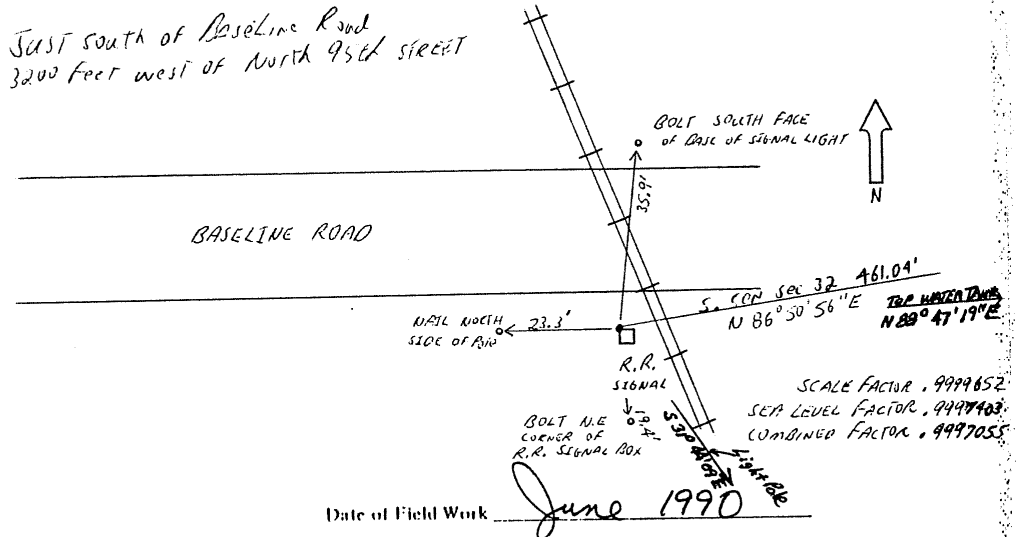 JUST SOUTH of BASELINE Road
3200 feet west of North 95th STREET
BOLT SOUTH FACE
OF BASE OF SIGNAL LIGHT
35.9'
N
BASELINE ROAD
S. COR SEC 32 461.04'
N 86° 50' 56" E
TOP WATER TANK
N 88° 47' 19" E
NAIL NORTH
SIDE OF Pole
23.3'
R.R.
SIGNAL
SCALE FACTOR .9999652
SEA LEVEL FACTOR .9997403
COMBINED FACTOR .9997055
BOLT N.E
CORNER OF
R.R. SIGNAL BOX
19.4'
Light Pole
Date of Field Work June 1990